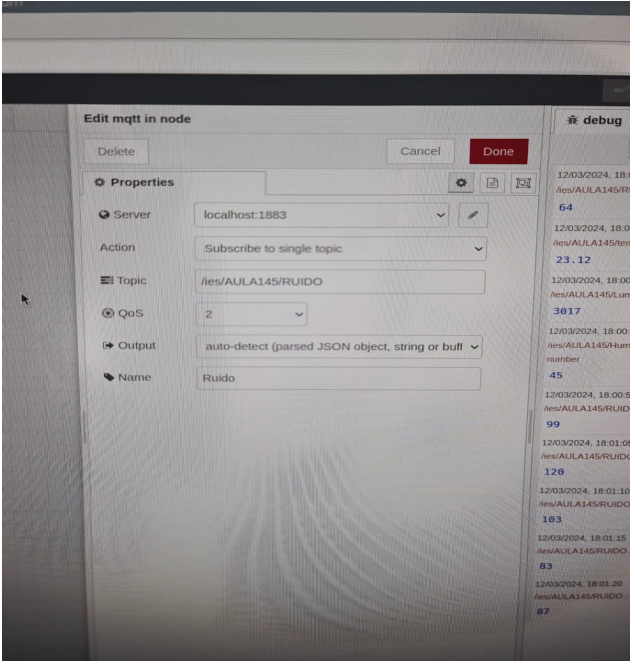 Edit mqtt in node
Delete
Cancel
Done
Properties
Server
localhost:1883
Action
Subscribe to single topic
Topic
/ies/AULA145/RUIDO
QoS
2
Output
auto-detect (parsed JSON object, string or buff
Name
Ruido
debug
12/03/2024, 18:0
/ies/AULA145/R
64
12/03/2024, 18:0
/ies/AULA145/tem
23.12
12/03/2024, 18:00
/ies/AULA145/Lum
3017
12/03/2024, 18:00:
/ies/AULA145/Hum
number
45
12/03/2024, 18:00:5
/ies/AULA145/RUID
99
12/03/2024, 18:01:0
/ies/AULA145/RUIDO
120
12/03/2024, 18:01:10
/ies/AULA145/RUIDO
103
12/03/2024, 18:01:15
/ies/AULA145/RUIDO
83
12/03/2024, 18:01:20
/ies/AULA145/RUIDO :
87